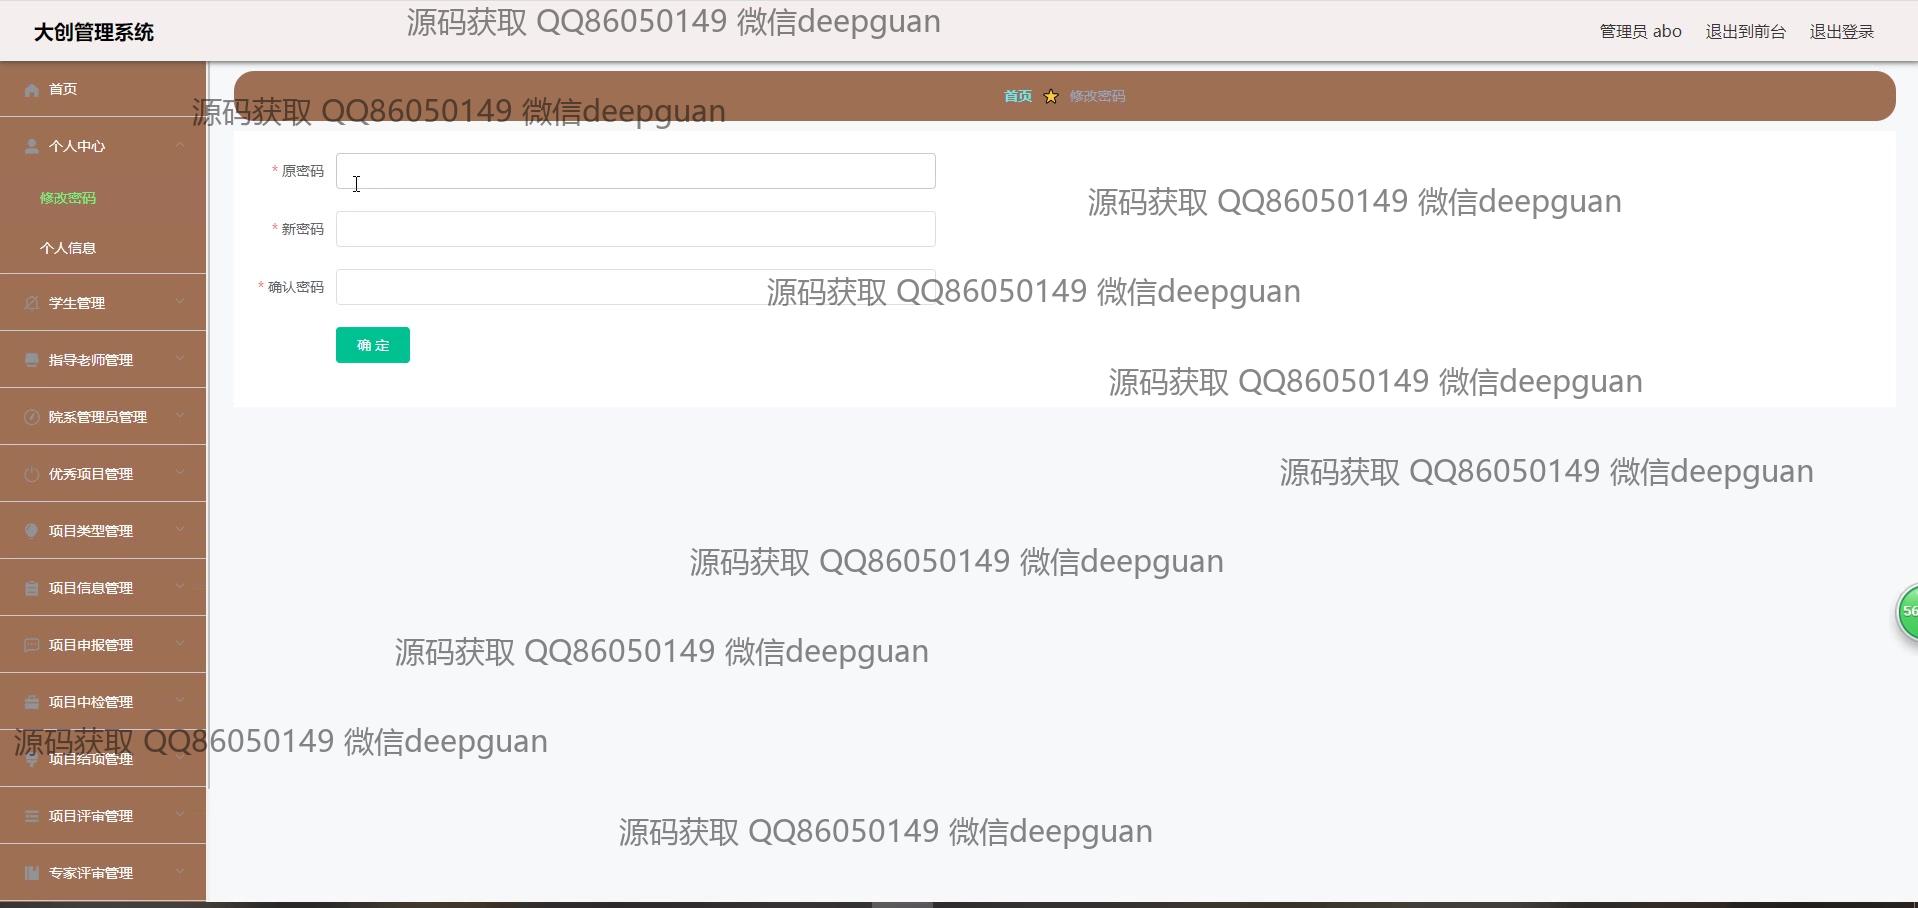 大创管理系统
源码获取 QQ86050149 微信deepguan
管理员 abo 退出到前台 退出登录
首页
源码获取 QQ86050149 微信deepguan
首页 修改密码
个人中心
修改密码
个人信息
学生管理
指导老师管理
院系管理员管理
优秀项目管理
项目类型管理
项目信息管理
项目申报管理
项目中检管理
项目结项管理
项目评审管理
专家评审管理
* 原密码
* 新密码
* 确认密码
确 定
源码获取 QQ86050149 微信deepguan
源码获取 QQ86050149 微信deepguan
源码获取 QQ86050149 微信deepguan
源码获取 QQ86050149 微信deepguan
源码获取 QQ86050149 微信deepguan
源码获取 QQ86050149 微信deepguan
源码获取 QQ86050149 微信deepguan
源码获取 QQ86050149 微信deepguan
56